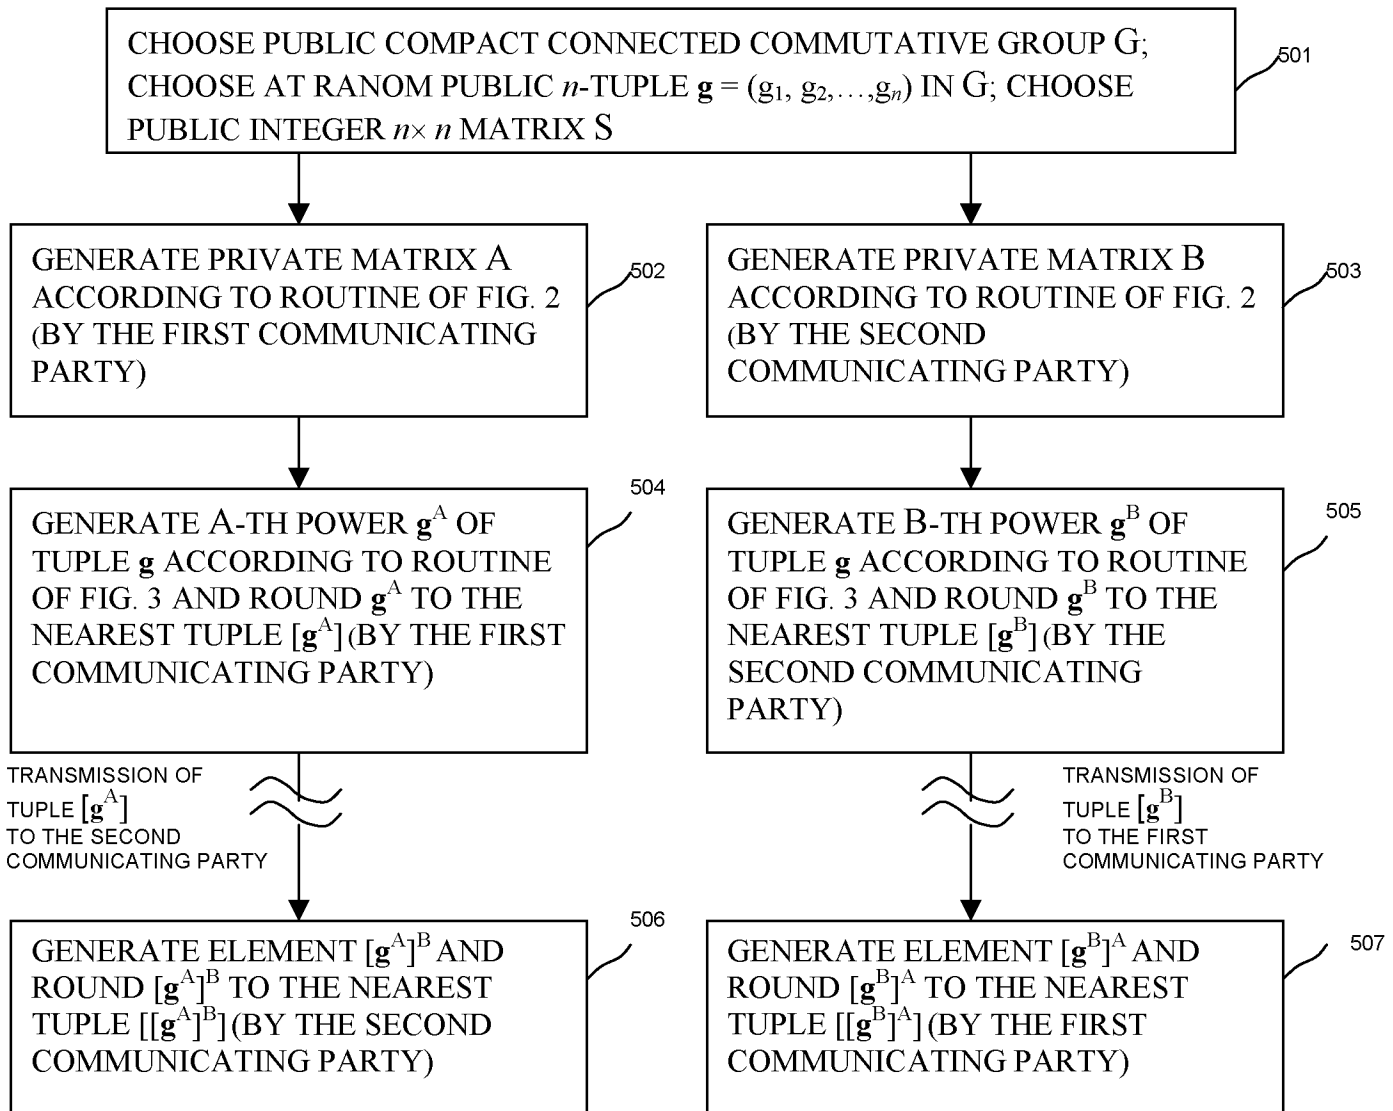 CHOOSE PUBLIC COMPACT CONNECTED COMMUTATIVE GROUP G;
CHOOSE AT RANOM PUBLIC n-TUPLE g = (g₁, g₂,…,gₙ) IN G; CHOOSE
PUBLIC INTEGER n× n MATRIX S
501
GENERATE PRIVATE MATRIX A
ACCORDING TO ROUTINE OF FIG. 2
(BY THE FIRST COMMUNICATING
PARTY)
502
GENERATE PRIVATE MATRIX B
ACCORDING TO ROUTINE OF FIG. 2
(BY THE SECOND
COMMUNICATING PARTY)
503
GENERATE A-TH POWER gᴬ OF
TUPLE g ACCORDING TO ROUTINE
OF FIG. 3 AND ROUND gᴬ TO THE
NEAREST TUPLE [gᴬ] (BY THE FIRST
COMMUNICATING PARTY)
504
GENERATE B-TH POWER gᴮ OF
TUPLE g ACCORDING TO ROUTINE
OF FIG. 3 AND ROUND gᴮ TO THE
NEAREST TUPLE [gᴮ] (BY THE
SECOND COMMUNICATING
PARTY)
505
TRANSMISSION OF
TUPLE [gᴬ]
TO THE SECOND
COMMUNICATING PARTY
TRANSMISSION OF
TUPLE [gᴮ]
TO THE FIRST
COMMUNICATING PARTY
GENERATE ELEMENT [gᴬ]ᴮ AND
ROUND [gᴬ]ᴮ TO THE NEAREST
TUPLE [[gᴬ]ᴮ] (BY THE SECOND
COMMUNICATING PARTY)
506
GENERATE ELEMENT [gᴮ]ᴬ AND
ROUND [gᴮ]ᴬ TO THE NEAREST
TUPLE [[gᴮ]ᴬ] (BY THE FIRST
COMMUNICATING PARTY)
507